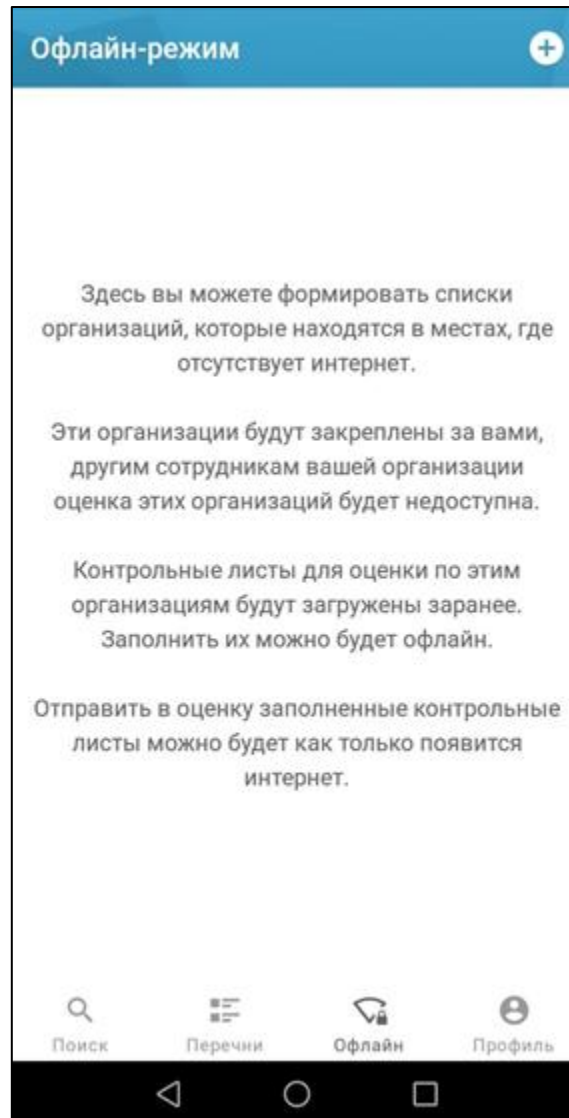 Офлайн-режим
Здесь вы можете формировать списки
организаций, которые находятся в местах, где
отсутствует интернет.
Эти организации будут закреплены за вами,
другим сотрудникам вашей организации
оценка этих организаций будет недоступна.
Контрольные листы для оценки по этим
организациям будут загружены заранее.
Заполнить их можно будет офлайн.
Отправить в оценку заполненные контрольные
листы можно будет как только появится
интернет.
Поиск Перечни Офлайн Профиль